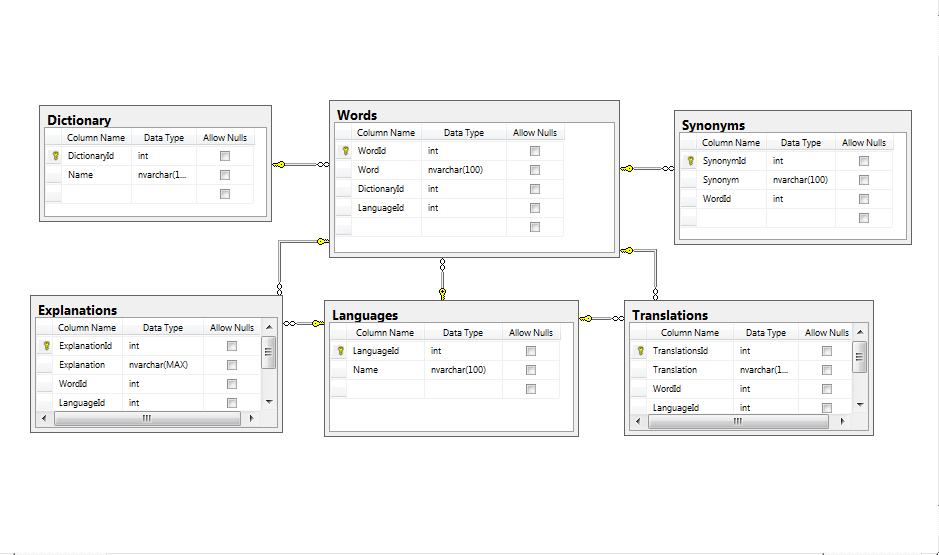 Dictionary
Column Name Data Type Allow Nulls
DictionaryId int
Name nvarchar(1...
Words
Column Name Data Type Allow Nulls
WordId int
Word nvarchar(100)
DictionaryId int
LanguageId int
Synonyms
Column Name Data Type Allow Nulls
SynonymId int
Synonym nvarchar(100)
WordId int
Explanations
Column Name Data Type Allow Nulls
ExplanationId int
Explanation nvarchar(MAX)
WordId int
LanguageId int
Languages
Column Name Data Type Allow Nulls
LanguageId int
Name nvarchar(100)
Translations
Column Name Data Type Allow Nulls
TranslationsId int
Translation nvarchar(1...
WordId int
LanguageId int